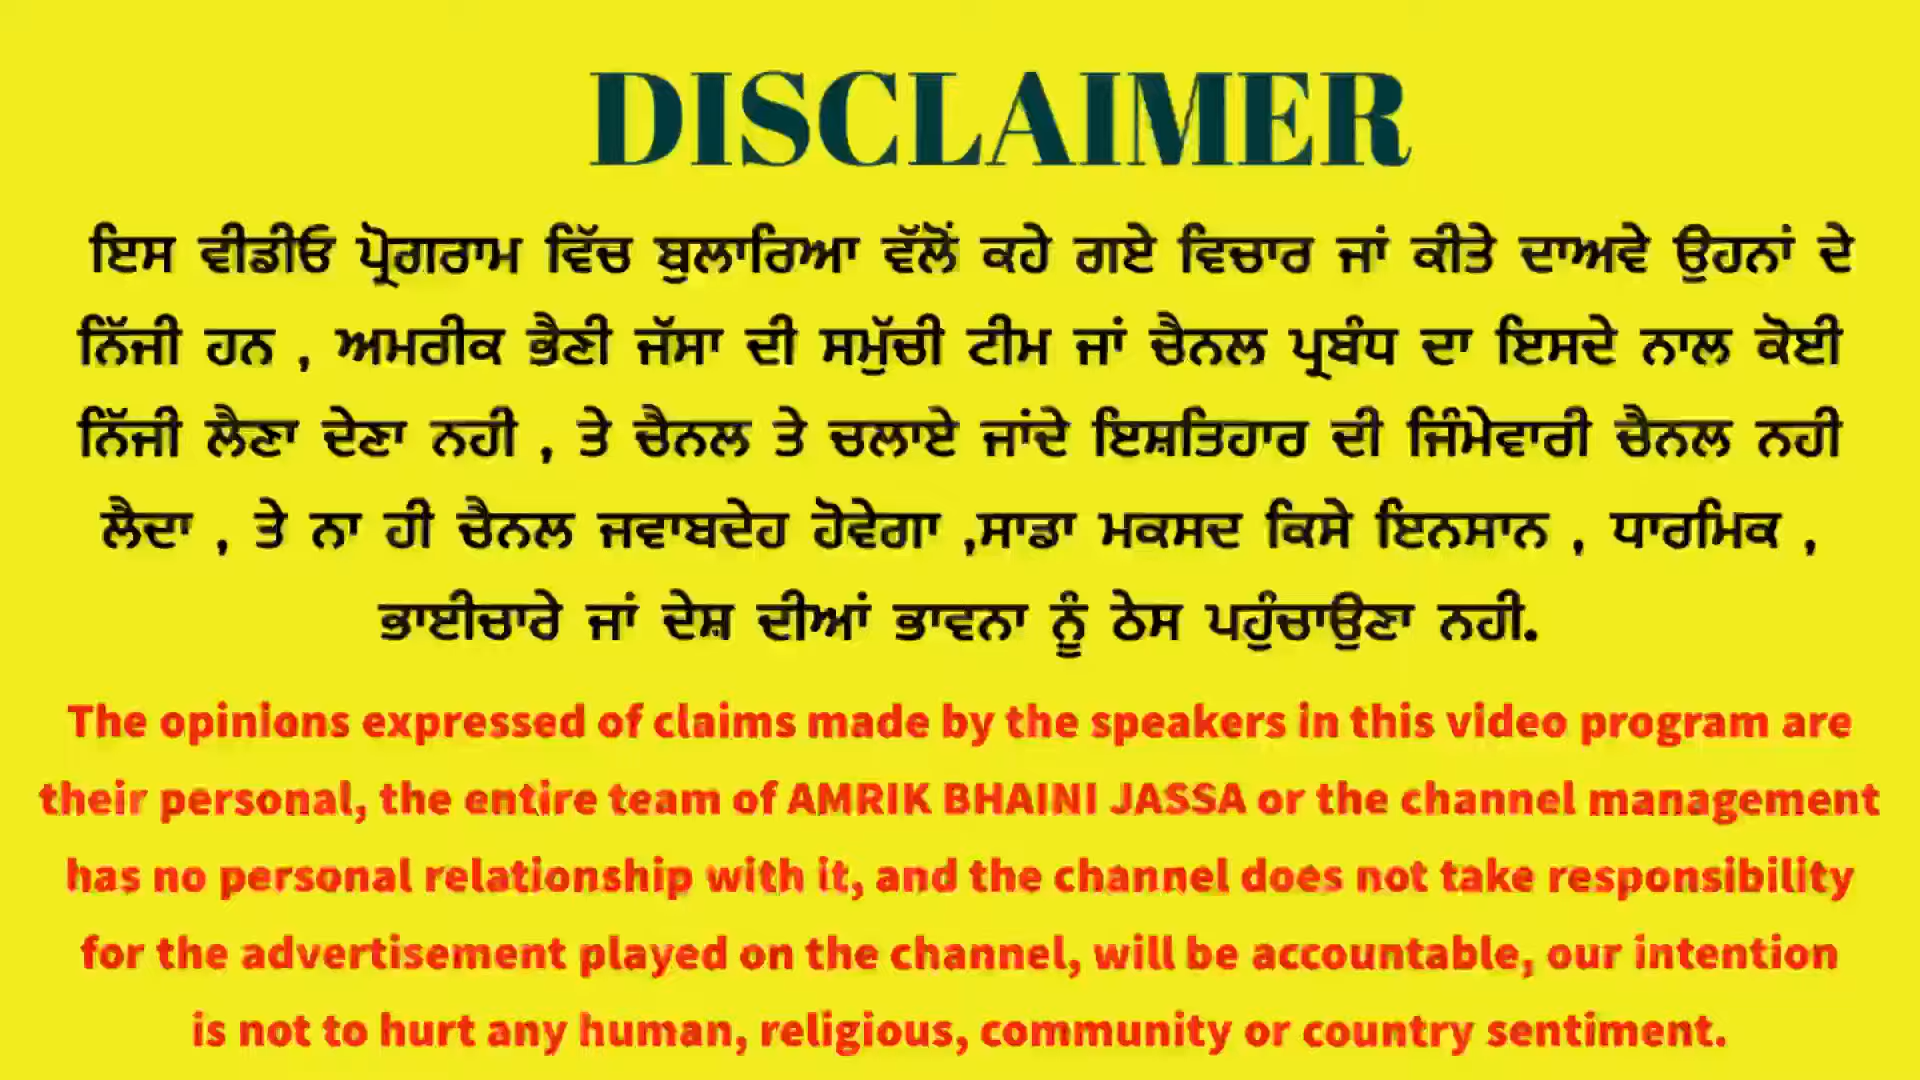 DISCLAIMER
ਇਸ ਵੀਡੀਓ ਪ੍ਰੋਗਰਾਮ ਵਿੱਚ ਬੁਲਾਰਿਆ ਵੱਲੋਂ ਕਹੇ ਗਏ ਵਿਚਾਰ ਜਾਂ ਕੀਤੇ ਦਾਅਵੇ ਉਹਨਾਂ ਦੇ
ਨਿੱਜੀ ਹਨ , ਅਮਰੀਕ ਭੈਣੀ ਜੱਸਾ ਦੀ ਸਮੁੱਚੀ ਟੀਮ ਜਾਂ ਚੈਨਲ ਪ੍ਰਬੰਧ ਦਾ ਇਸਦੇ ਨਾਲ ਕੋਈ
ਨਿੱਜੀ ਲੈਣਾ ਦੇਣਾ ਨਹੀ , ਤੇ ਚੈਨਲ ਤੇ ਚਲਾਏ ਜਾਂਦੇ ਇਸ਼ਤਿਹਾਰ ਦੀ ਜਿੰਮੇਵਾਰੀ ਚੈਨਲ ਨਹੀ
ਲੈਦਾ , ਤੇ ਨਾ ਹੀ ਚੈਨਲ ਜਵਾਬਦੇਹ ਹੋਵੇਗਾ ,ਸਾਡਾ ਮਕਸਦ ਕਿਸੇ ਇਨਸਾਨ , ਧਾਰਮਿਕ ,
ਭਾਈਚਾਰੇ ਜਾਂ ਦੇਸ਼ ਦੀਆਂ ਭਾਵਨਾ ਨੂੰ ਠੇਸ ਪਹੁੰਚਾਉਣਾ ਨਹੀ.
The opinions expressed of claims made by the speakers in this video program are
their personal, the entire team of AMRIK BHAINI JASSA or the channel management
has no personal relationship with it, and the channel does not take responsibility
for the advertisement played on the channel, will be accountable, our intention
is not to hurt any human, religious, community or country sentiment.